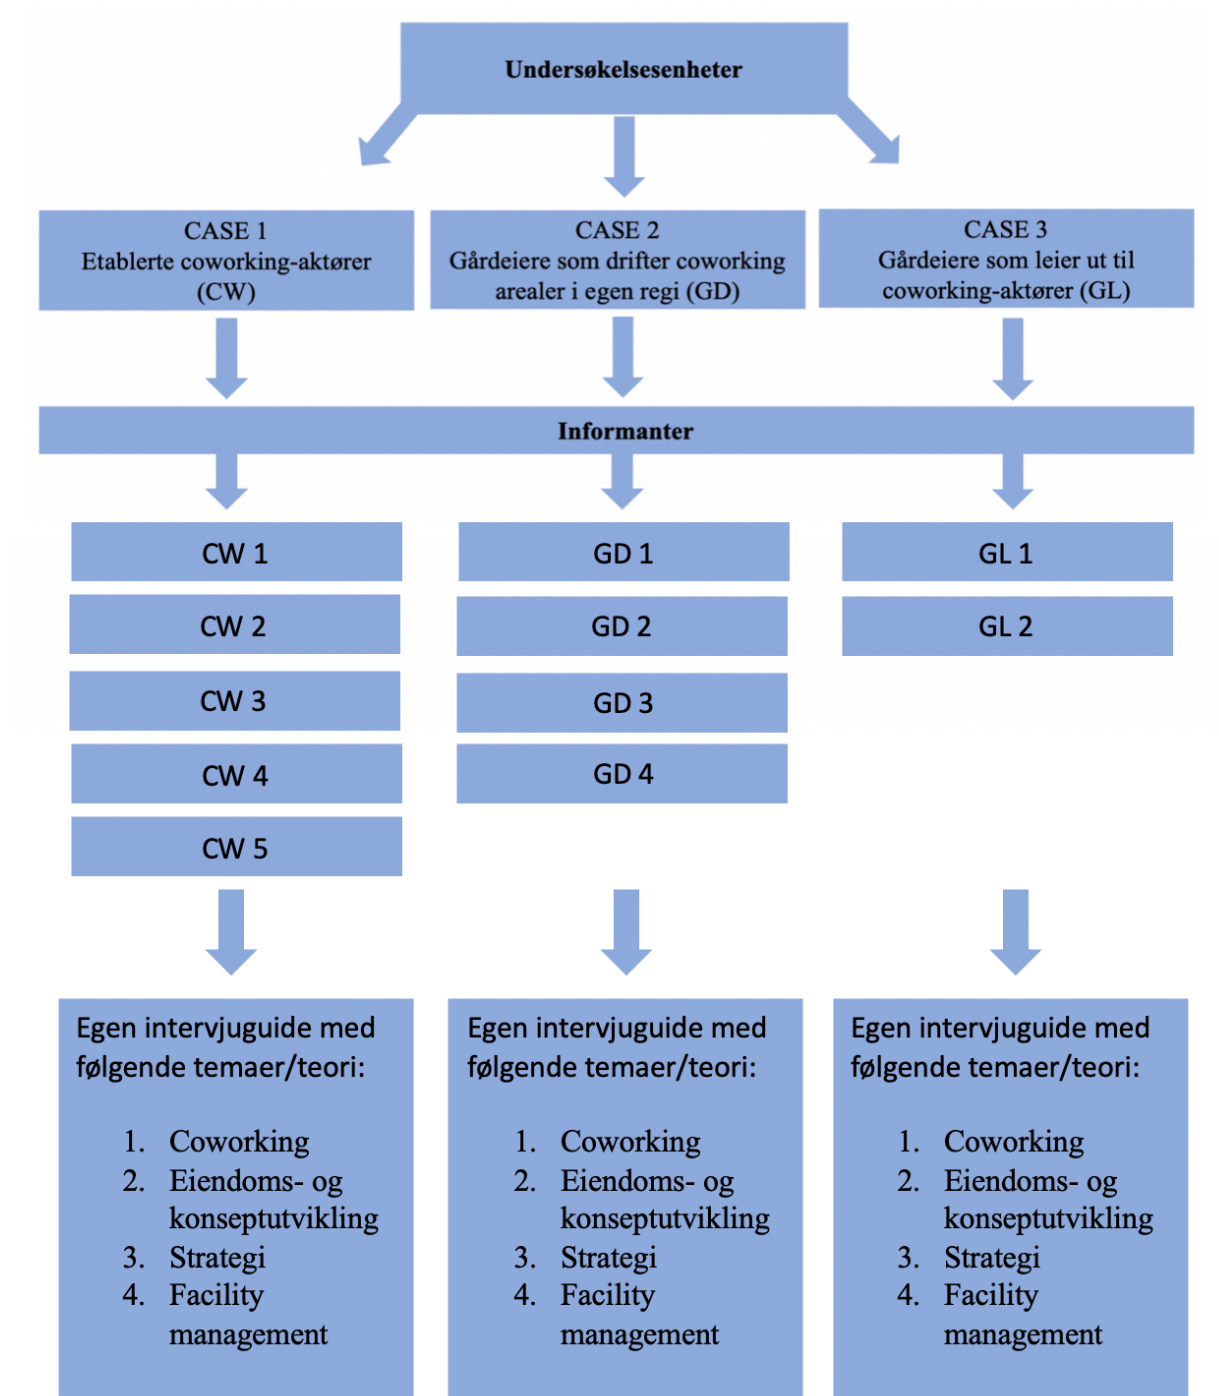 Undersøkelsesenheter
CASE 1
Etablerte coworking-aktører
(CW)
CASE 2
Gårdeiere som drifter coworking
arealer i egen regi (GD)
CASE 3
Gårdeiere som leier ut til
coworking-aktører (GL)
Informanter
CW 1
CW 2
CW 3
CW 4
CW 5
GD 1
GD 2
GD 3
GD 4
GL 1
GL 2
Egen intervjuguide med
følgende temaer/teori:
1. Coworking
2. Eiendoms- og
konseptutvikling
3. Strategi
4. Facility
management
Egen intervjuguide med
følgende temaer/teori:
1. Coworking
2. Eiendoms- og
konseptutvikling
3. Strategi
4. Facility
management
Egen intervjuguide med
følgende temaer/teori:
1. Coworking
2. Eiendoms- og
konseptutvikling
3. Strategi
4. Facility
management